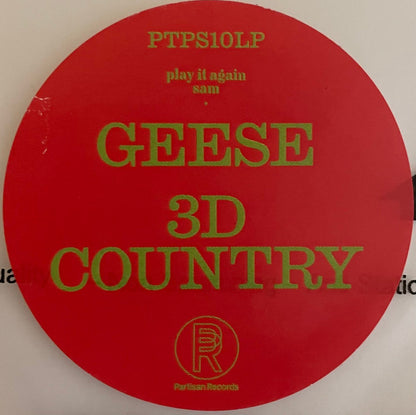 PTPS10LP
play it again
sam
GEESE
3D
COUNTRY
R
Partisan Records